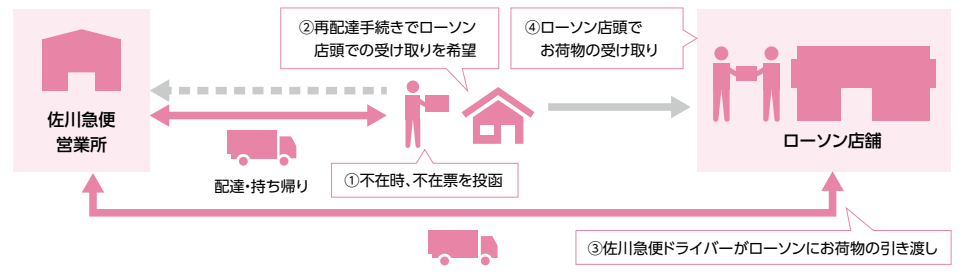 ②再配達手続きでローソン
店頭での受け取りを希望
④ローソン店頭で
お荷物の受け取り
佐川急便
営業所
ローソン店舗
配達・持ち帰り
①不在時、不在票を投函
③佐川急便ドライバーがローソンにお荷物の引き渡し